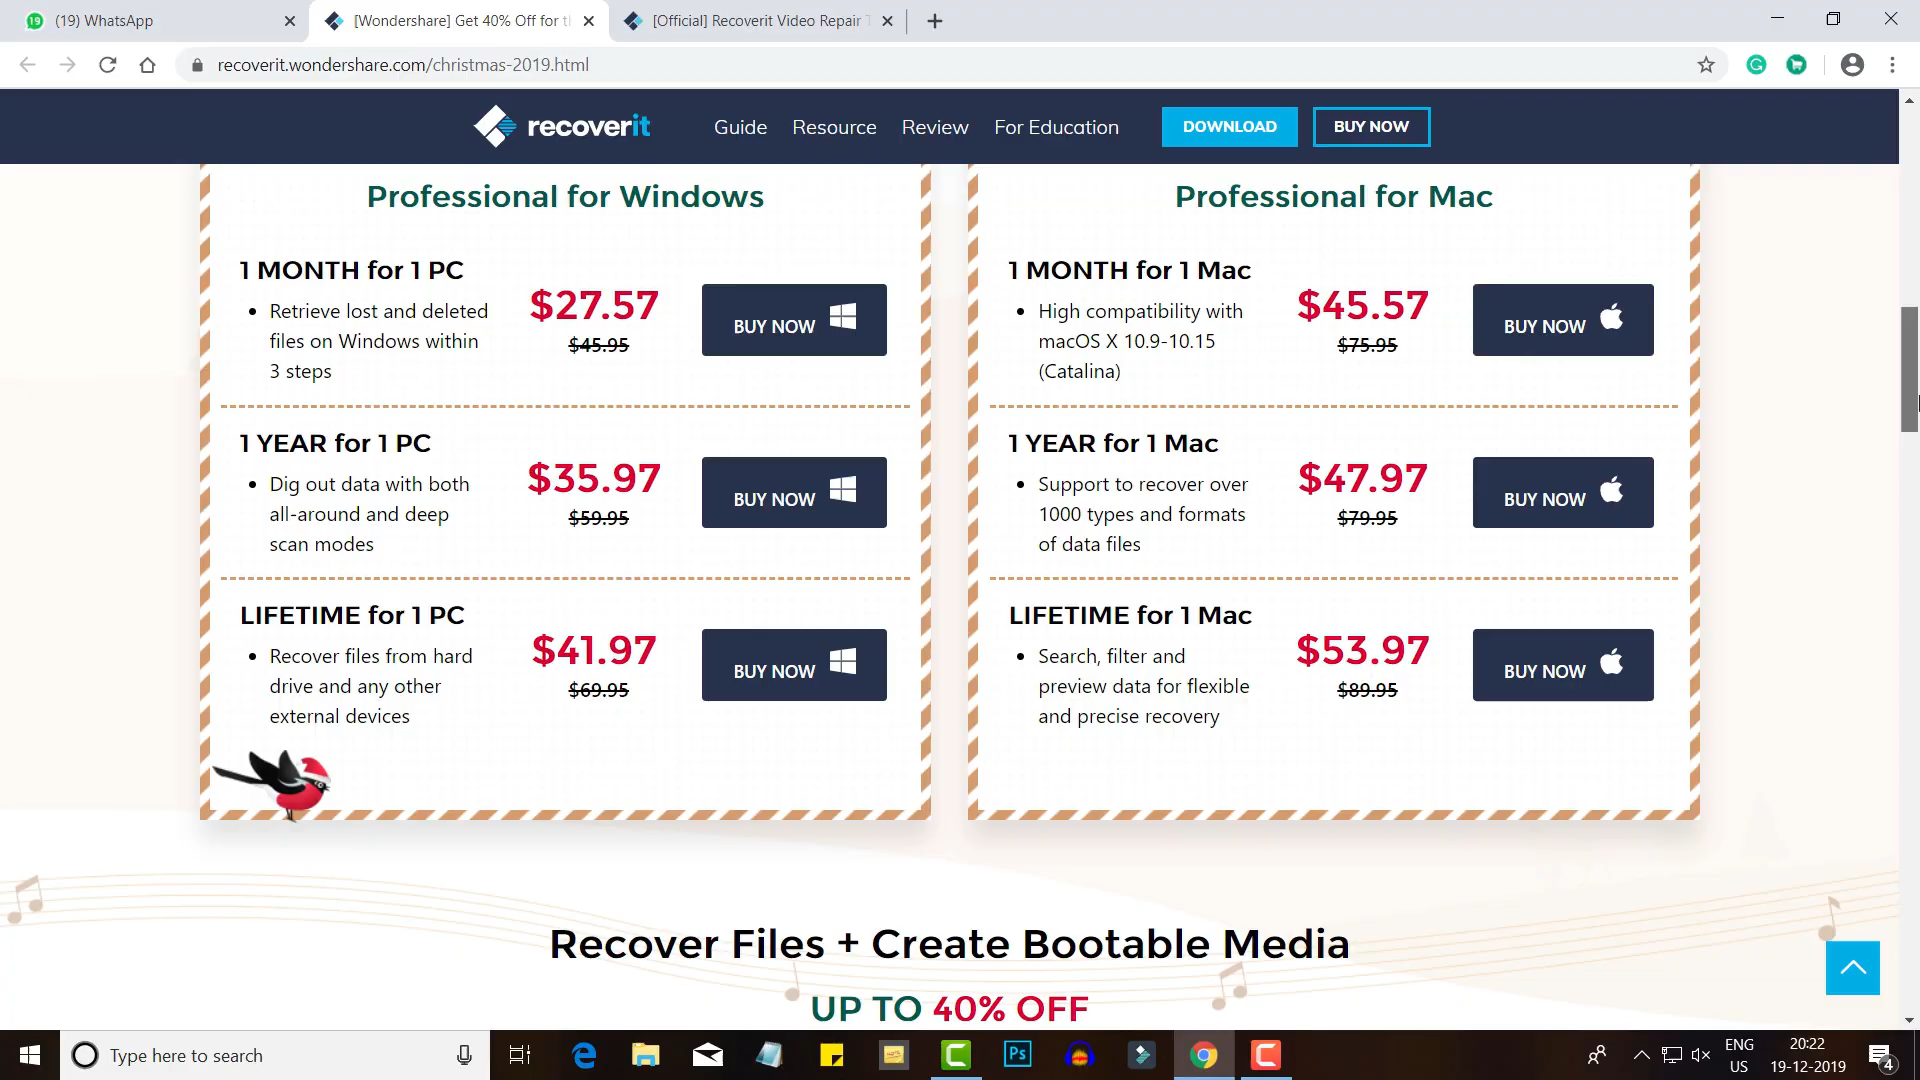 (19) WhatsApp
[Wondershare] Get 40% Off for t
[Official] Recoverit Video Repair T
recoverit.wondershare.com/christmas-2019.html
recoverit
Guide
Resource
Review
For Education
DOWNLOAD
BUY NOW
Professional for Windows
1 MONTH for 1 PC
• Retrieve lost and deleted
files on Windows within
3 steps
$27.57
$45.95
BUY NOW
1 YEAR for 1 PC
• Dig out data with both
all-around and deep
scan modes
$35.97
$59.95
BUY NOW
LIFETIME for 1 PC
• Recover files from hard
drive and any other
external devices
$41.97
$69.95
BUY NOW
Professional for Mac
1 MONTH for 1 Mac
• High compatibility with
macOS X 10.9-10.15
(Catalina)
$45.57
$75.95
BUY NOW
1 YEAR for 1 Mac
• Support to recover over
1000 types and formats
of data files
$47.97
$79.95
BUY NOW
LIFETIME for 1 Mac
• Search, filter and
preview data for flexible
and precise recovery
$53.97
$89.95
BUY NOW
Recover Files + Create Bootable Media
UP TO 40% OFF
Type here to search
Ps
ENG
US
20:22
19-12-2019
4